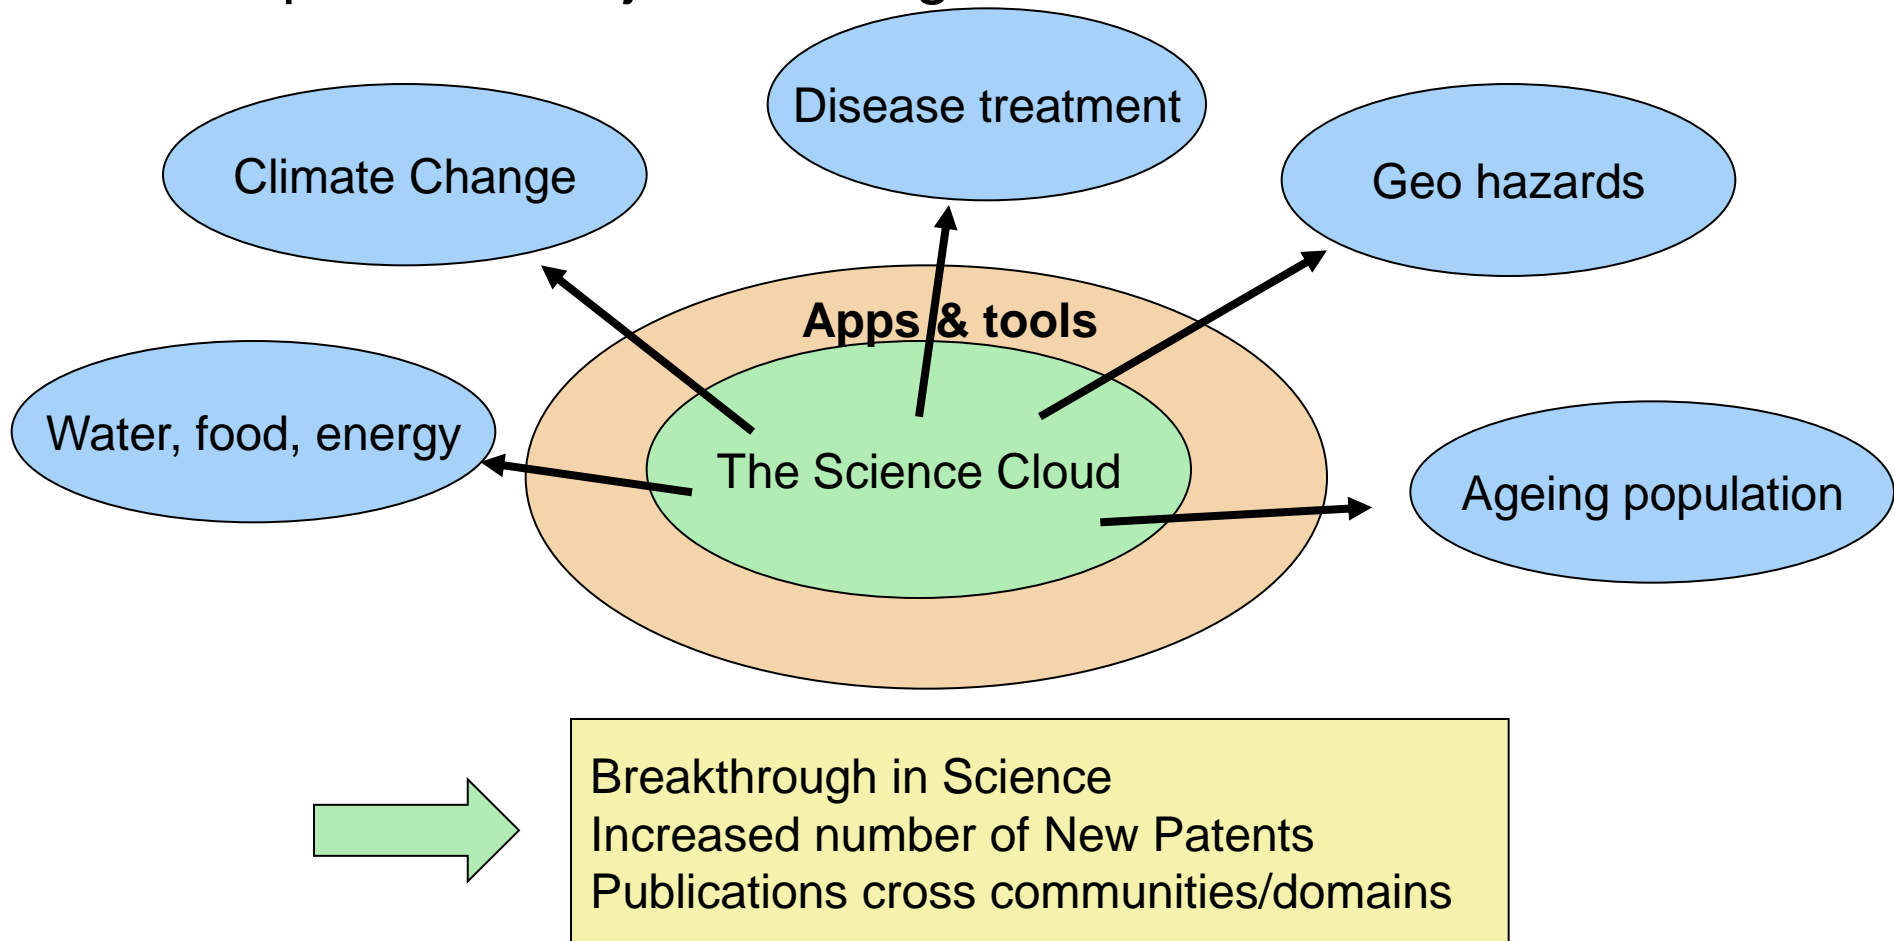 Disease treatment
Climate Change
Geo hazards
Apps & tools
Water, food, energy
The Science Cloud
Ageing population
Breakthrough in Science
Increased number of New Patents
Publications cross communities/domains